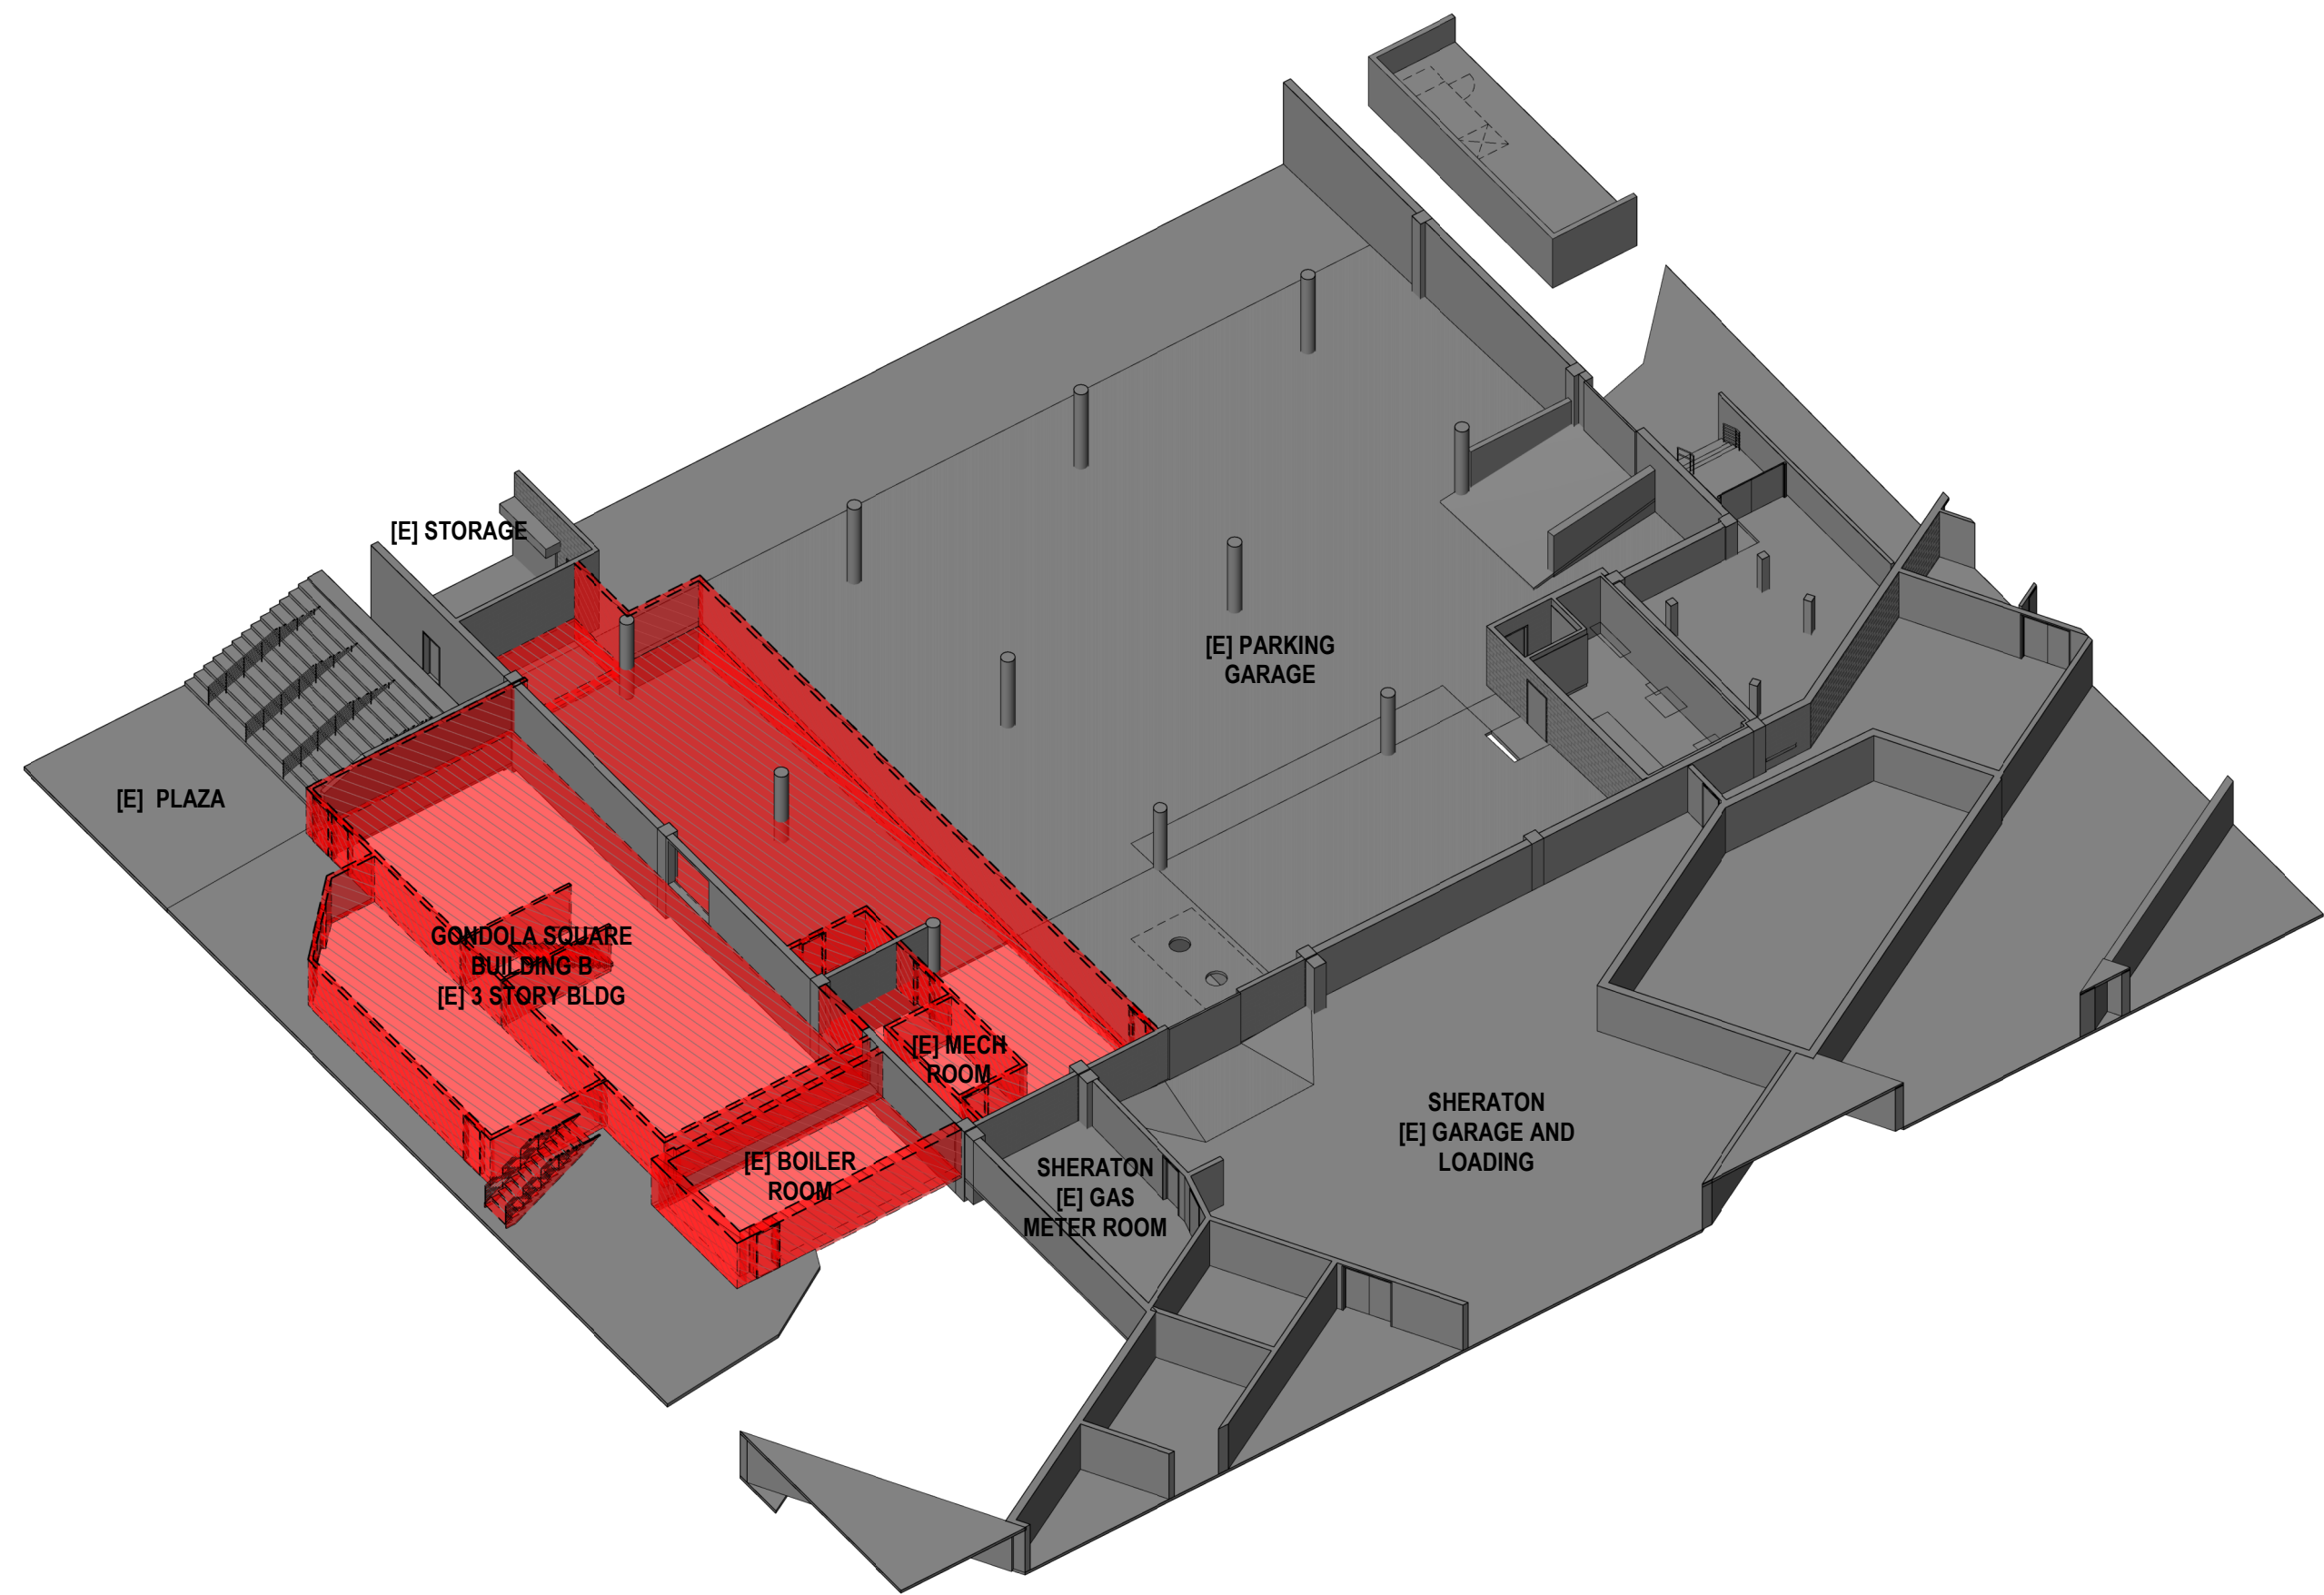 [E] STORAGE
[E] PARKING
GARAGE
[E] PLAZA
GONDOLA SQUARE
BUILDING B
[E] 3 STORY BLDG
[E] MECH
ROOM
[E] BOILER
ROOM
SHERATON
[E] GAS
METER ROOM
SHERATON
[E] GARAGE AND
LOADING